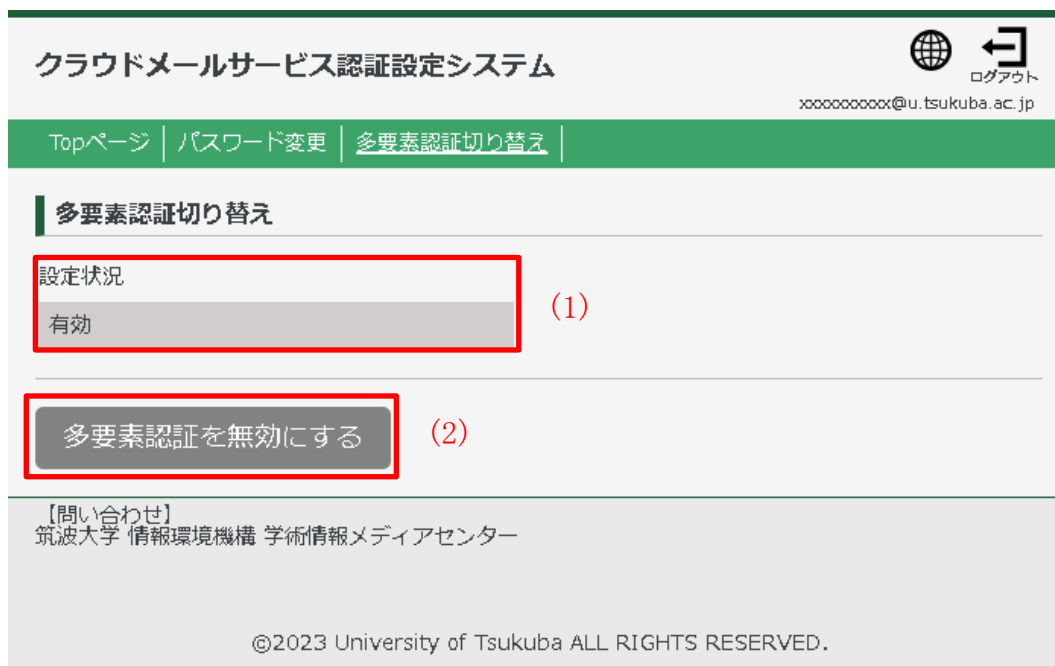 クラウドメールサービス認証設定システム
ログアウト
xxxxxxxxxxx@u.tsukuba.ac.jp
Topページ │ パスワード変更 │ 多要素認証切り替え │
多要素認証切り替え
設定状況
有効
(1)
多要素認証を無効にする
(2)
【問い合わせ】
筑波大学 情報環境機構 学術情報メディアセンター
©2023 University of Tsukuba ALL RIGHTS RESERVED.